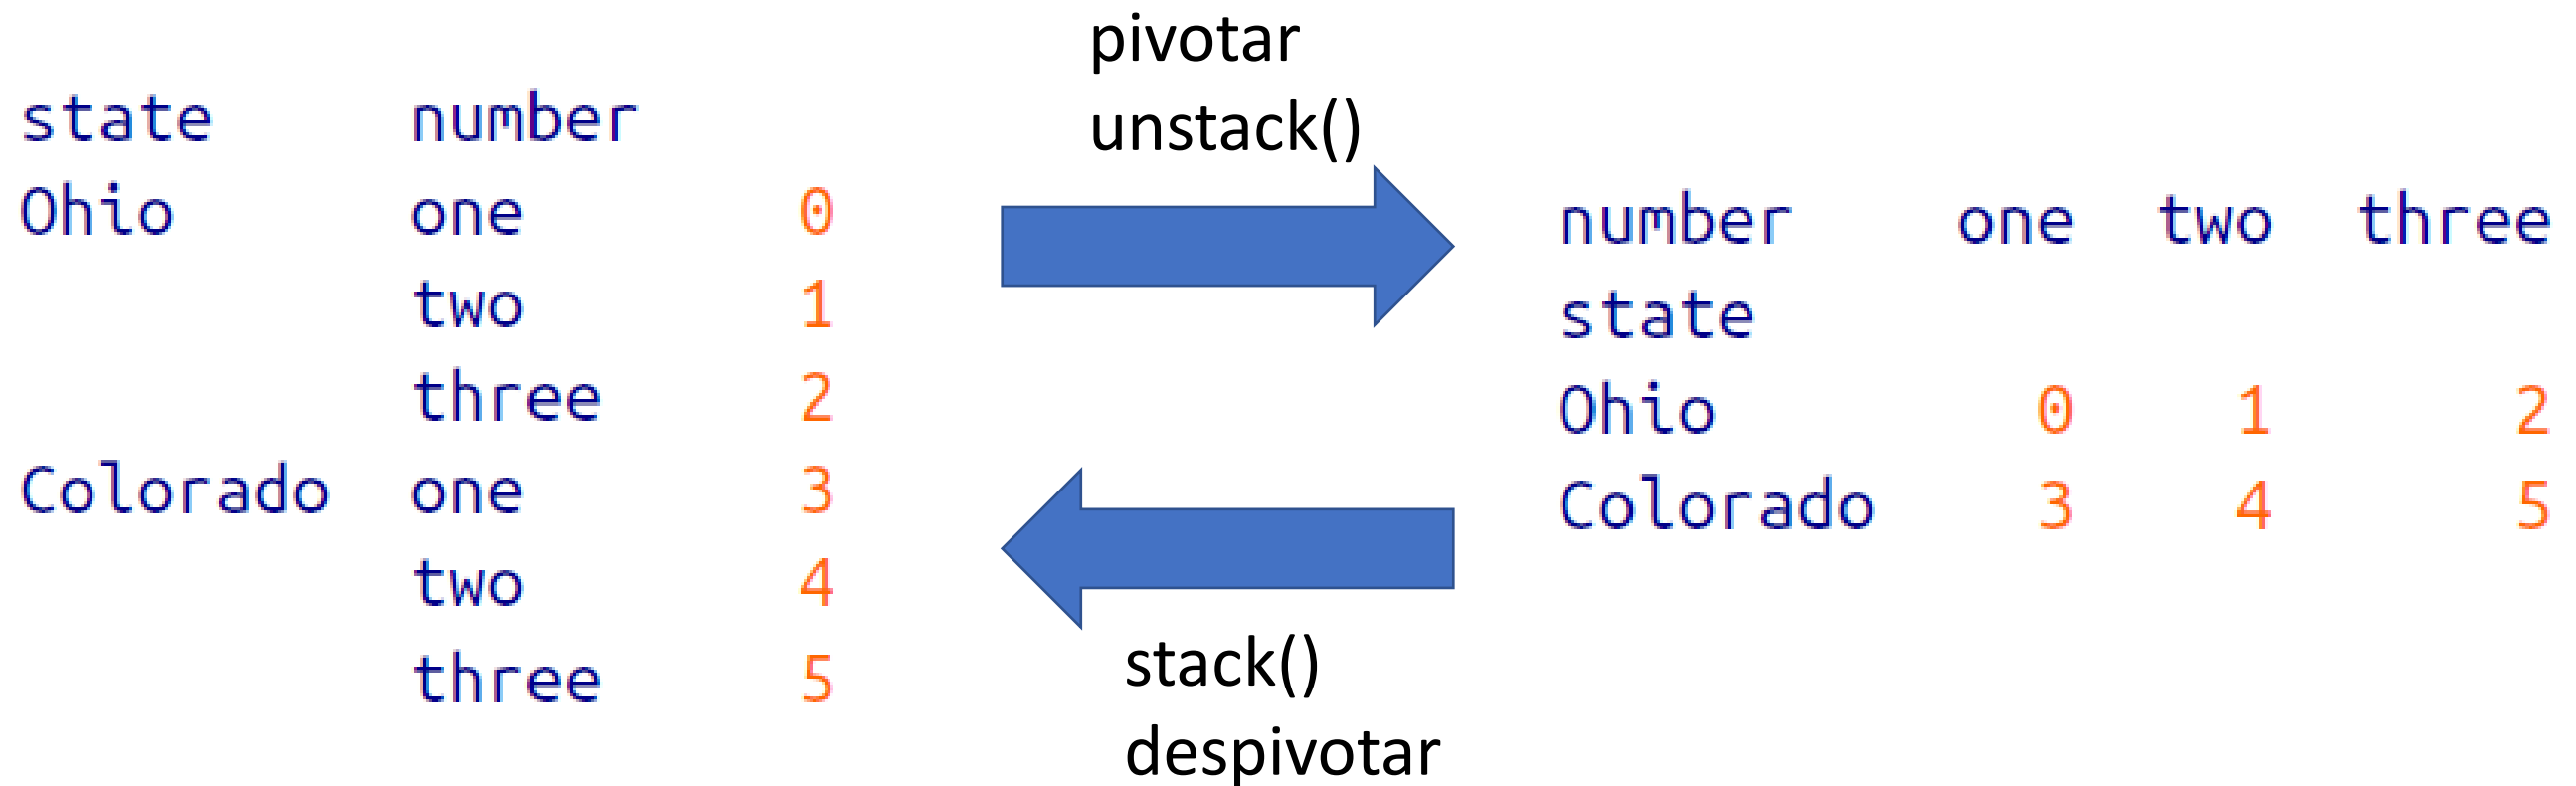 state number
Ohio one 0
two 1
three 2
Colorado one 3
two 4
three 5
pivotar
unstack()
stack()
despivotar
number one two three
state
Ohio 0 1 2
Colorado 3 4 5